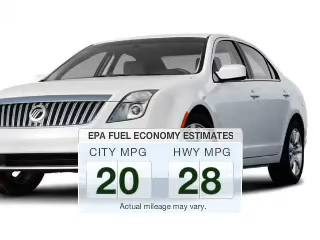 EPA FUEL ECONOMY ESTIMATES
CITY MPG HWY MPG
20 28
Actual mileage may vary.